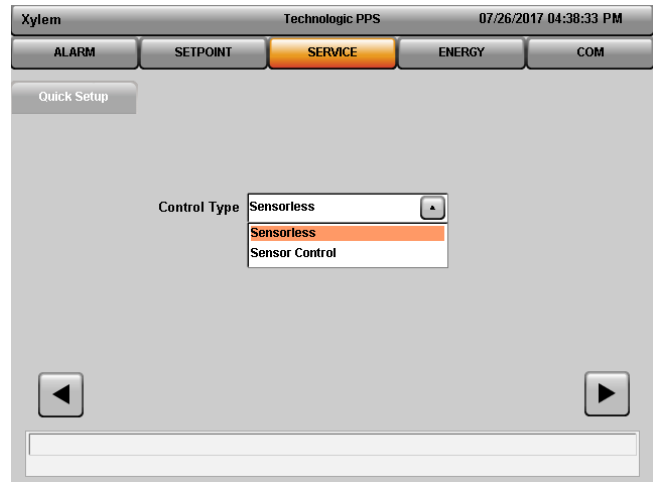 Xylem Technologic PPS 07/26/2017 04:38:33 PM
ALARM SETPOINT SERVICE ENERGY COM
Quick Setup
Control Type Sensorless
Sensorless
Sensor Control